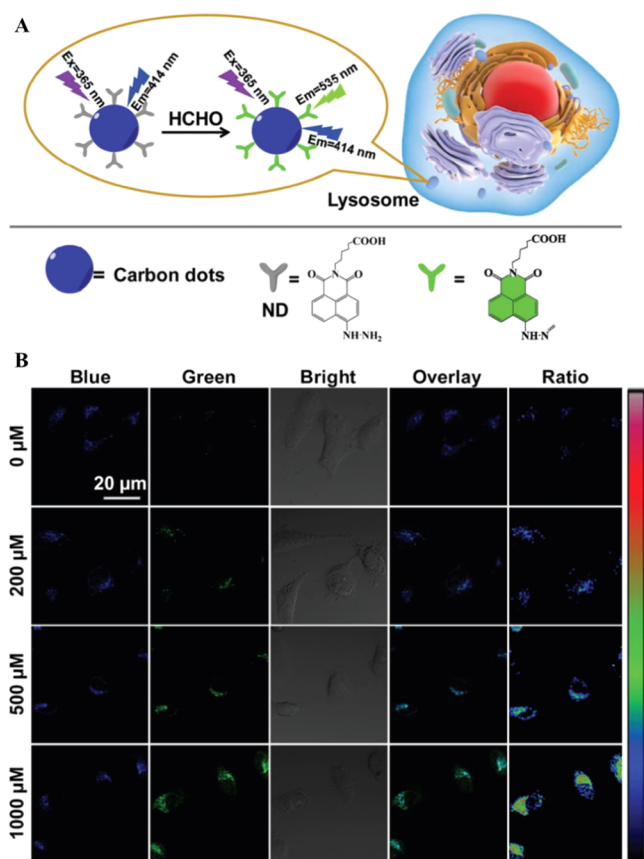 A
Ex=365 nm
Em=414 nm
HCHO
Ex=365 nm
Em=535 nm
Em=414 nm
Lysosome
= Carbon dots
ND
=
COOH
O N O
NH-NH₂
=
COOH
O N O
NH-N
B
Blue Green Bright Overlay Ratio
0 μM
20 μm
200 μM
500 μM
1000 μM